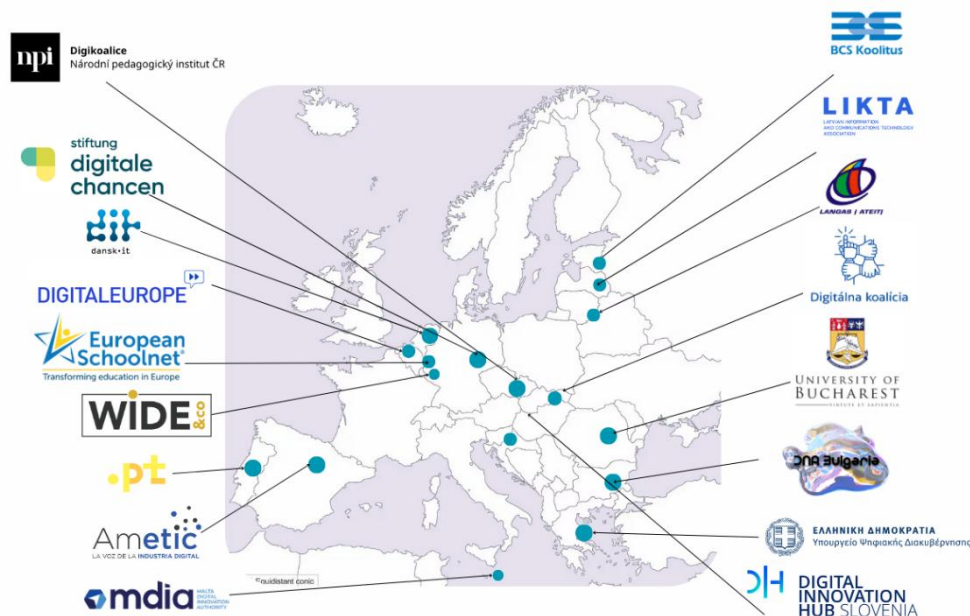 npi
Digikoalice
Národní pedagogický institut ČR
stiftung
digitale
chancen
dit
dansk·it
DIGITALEUROPE
European
Schoolnet
Transforming education in Europe
WIDE &co
.pt
Ametic
LA VOZ DE LA INDUSTRIA DIGITAL
mdia
MALTA
DIGITAL
INNOVATION
AUTHORITY
BCS Koolitus
LIKTA
LATVIAN INFORMATION
AND COMMUNICATIONS TECHNOLOGY
ASSOCIATION
LANGAS Į ATEITĮ
Digitálna koalícia
UNIVERSITY OF
BUCHAREST
VIRTUTE ET SAPIENTIA
DNA Bulgaria
ΕΛΛΗΝΙΚΗ ΔΗΜΟΚΡΑΤΙΑ
Υπουργείο Ψηφιακής Διακυβέρνησης
DIGITAL
INNOVATION
HUB SLOVENIA
conic